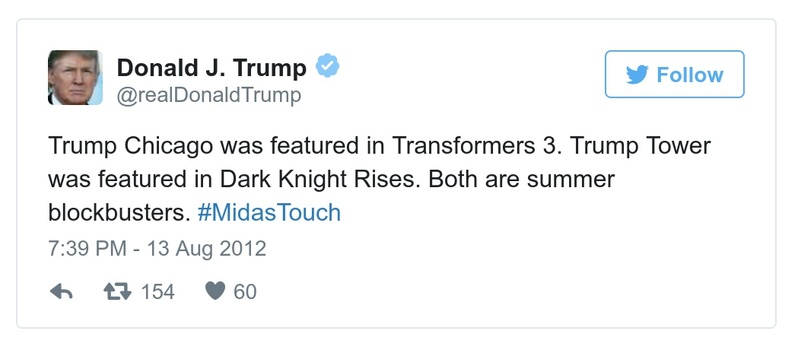 Donald J. Trump
@realDonaldTrump
Follow
Trump Chicago was featured in Transformers 3. Trump Tower
was featured in Dark Knight Rises. Both are summer
blockbusters. #MidasTouch
7:39 PM - 13 Aug 2012
154 60